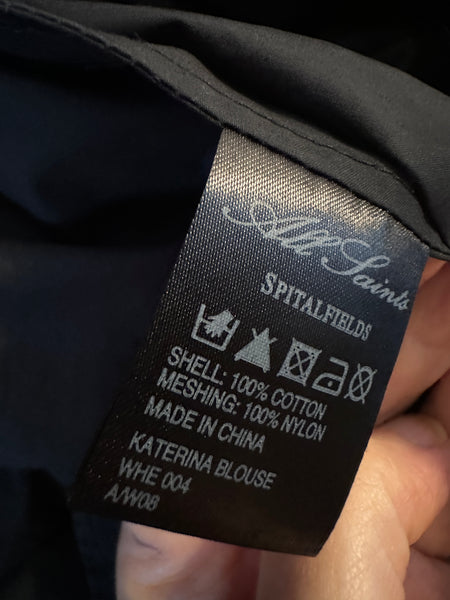 All Saints
SPITALFIELDS
SHELL: 100% COTTON
MESHING: 100% NYLON
MADE IN CHINA
KATERINA BLOUSE
WHE 004
A/W08